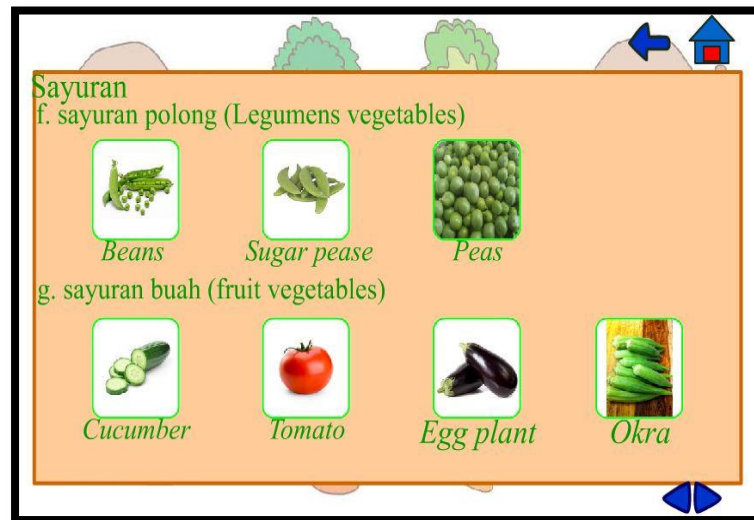 Sayuran
f. sayuran polong (Legumens vegetables)
Beans Sugar pease Peas
g. sayuran buah (fruit vegetables)
Cucumber Tomato Egg plant Okra